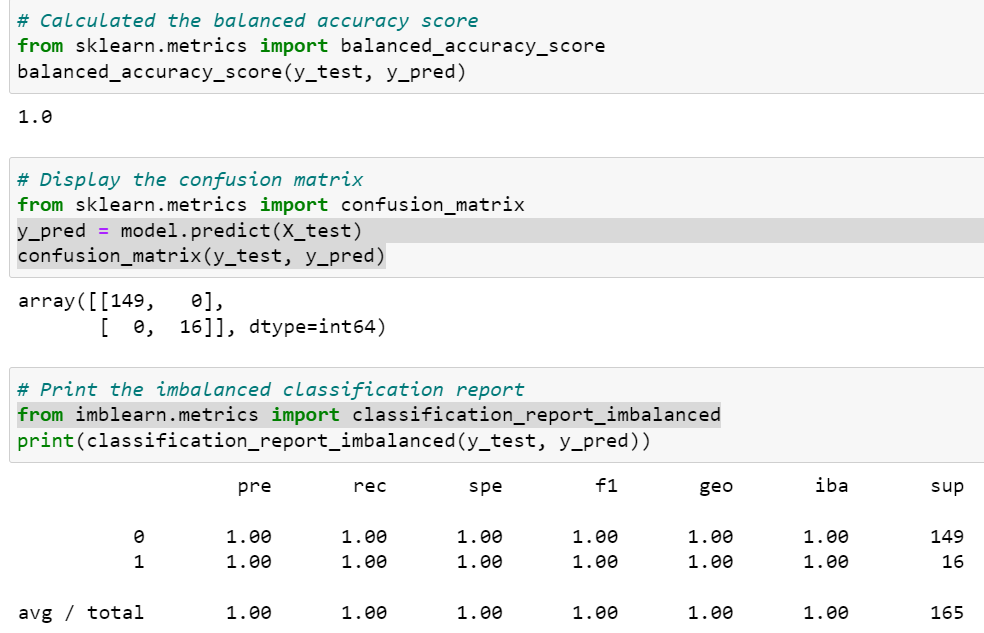 # Calculated the balanced accuracy score
from sklearn.metrics import balanced_accuracy_score
balanced_accuracy_score(y_test, y_pred)
1.0
# Display the confusion matrix
from sklearn.metrics import confusion_matrix
y_pred = model.predict(X_test)
confusion_matrix(y_test, y_pred)
array([[149,   0],
       [  0,  16]], dtype=int64)
# Print the imbalanced classification report
from imblearn.metrics import classification_report_imbalanced
print(classification_report_imbalanced(y_test, y_pred))
pre rec spe f1 geo iba sup
0 1.00 1.00 1.00 1.00 1.00 1.00 149
1 1.00 1.00 1.00 1.00 1.00 1.00 16
avg / total 1.00 1.00 1.00 1.00 1.00 1.00 165